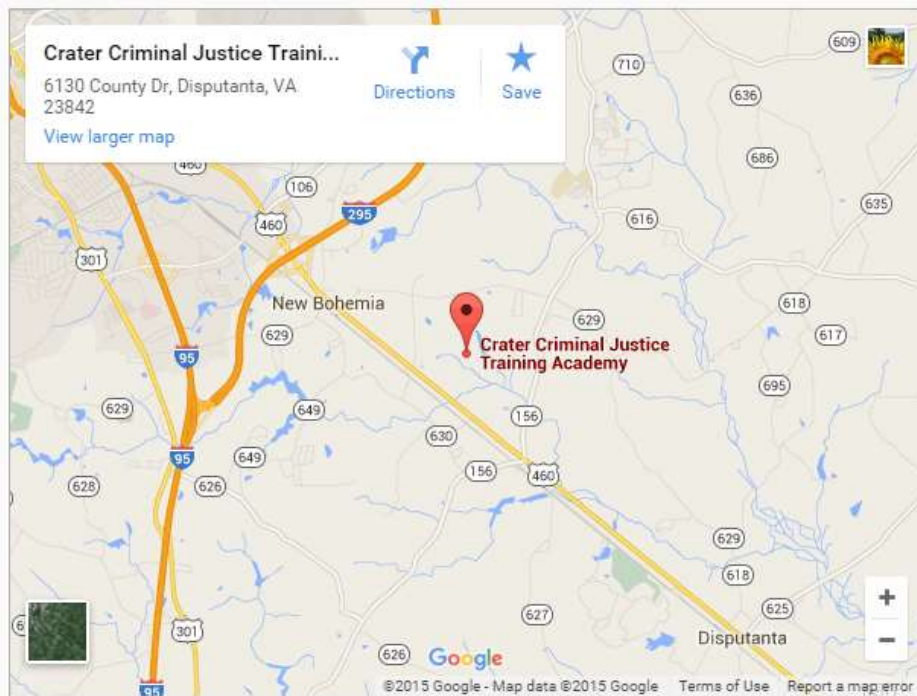 Crater Criminal Justice Traini...
6130 County Dr, Disputanta, VA
23842
View larger map
Directions
Save
609
710
636
686
460
106
635
295
460
616
301
New Bohemia
629
629
618
617
Crater Criminal Justice
Training Academy
95
695
629
649
156
630
95
649
156
460
628
626
629
618
627
625
301
Disputanta
626
Google
95
©2015 Google - Map data ©2015 Google
Terms of Use
Report a map error
+
−